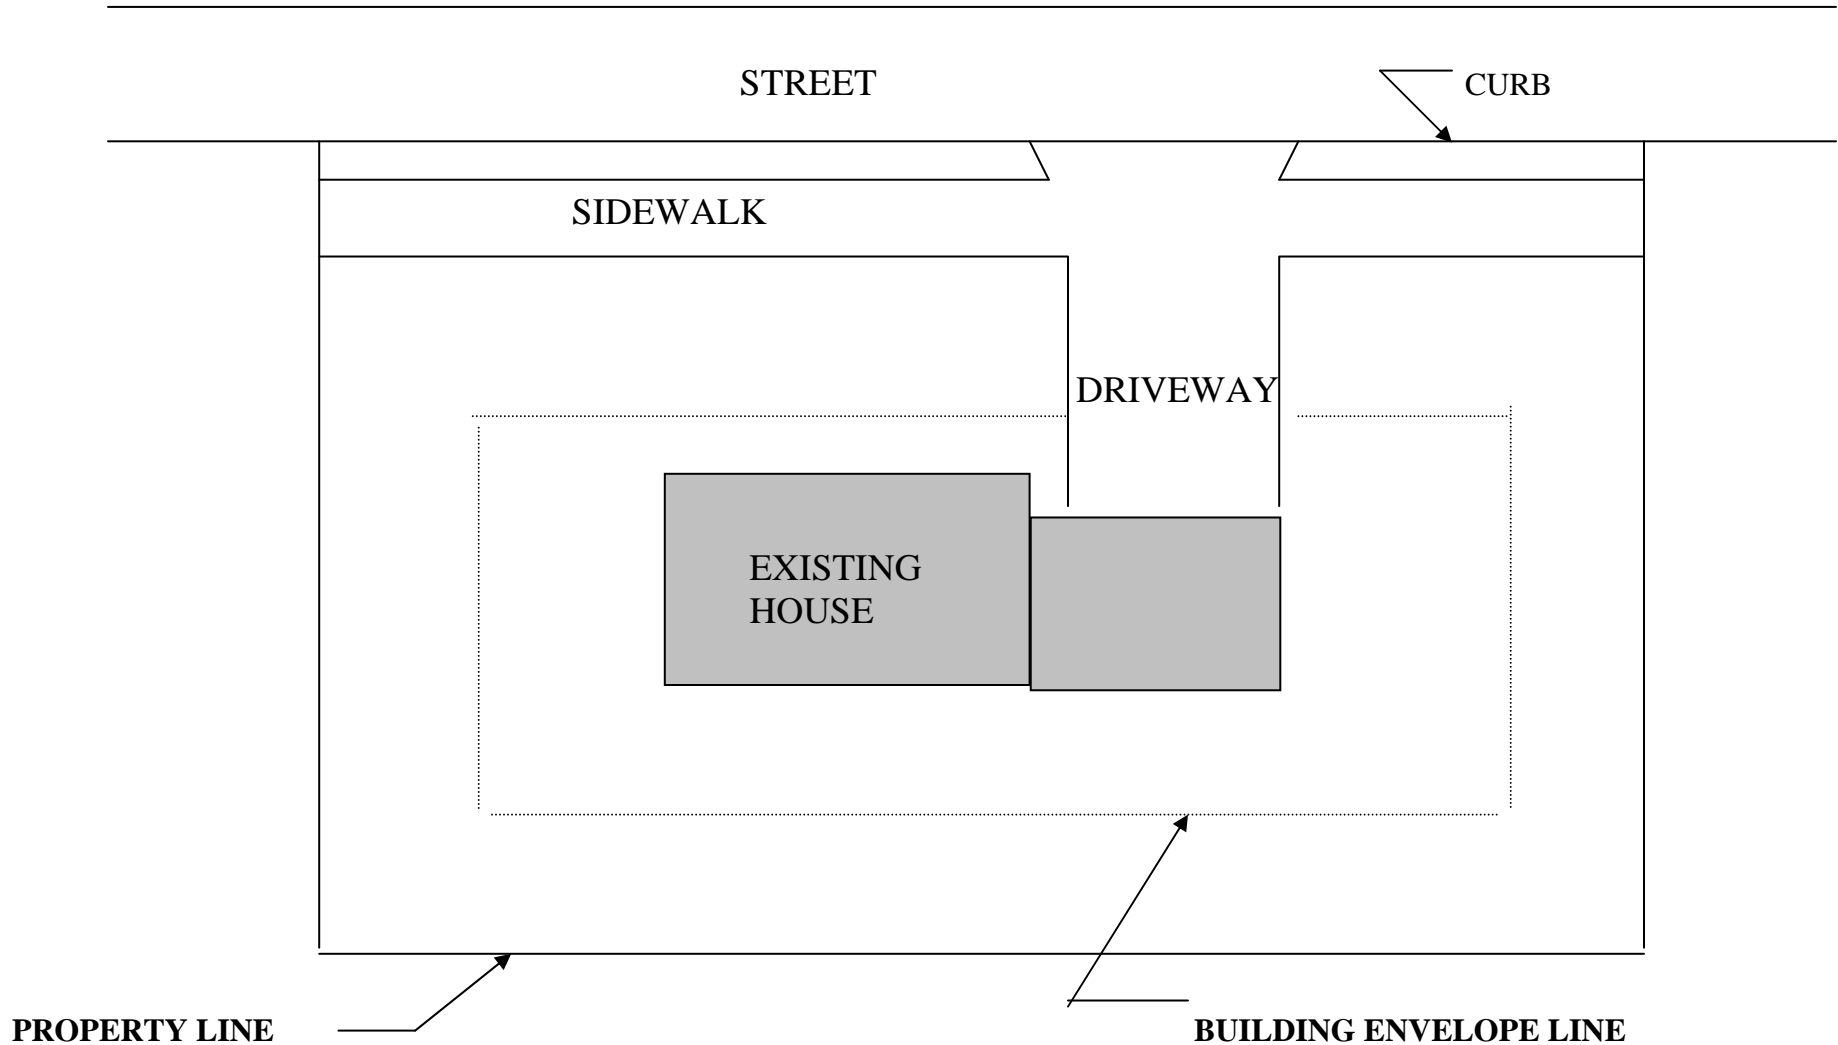 STREET
CURB
SIDEWALK
DRIVEWAY
EXISTING
HOUSE
PROPERTY LINE
BUILDING ENVELOPE LINE